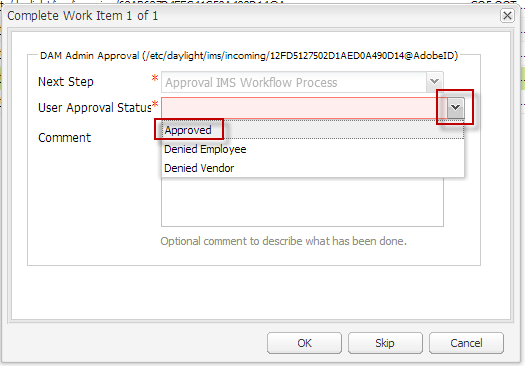 Complete Work Item 1 of 1
DAM Admin Approval (/etc/daylight/ims/incoming/12FD5127502D1AED0A490D14@AdobeID)
Next Step * Approval IMS Workflow Process
User Approval Status *
Approved
Comment
Denied Employee
Denied Vendor
Optional comment to describe what has been done.
OK Skip Cancel